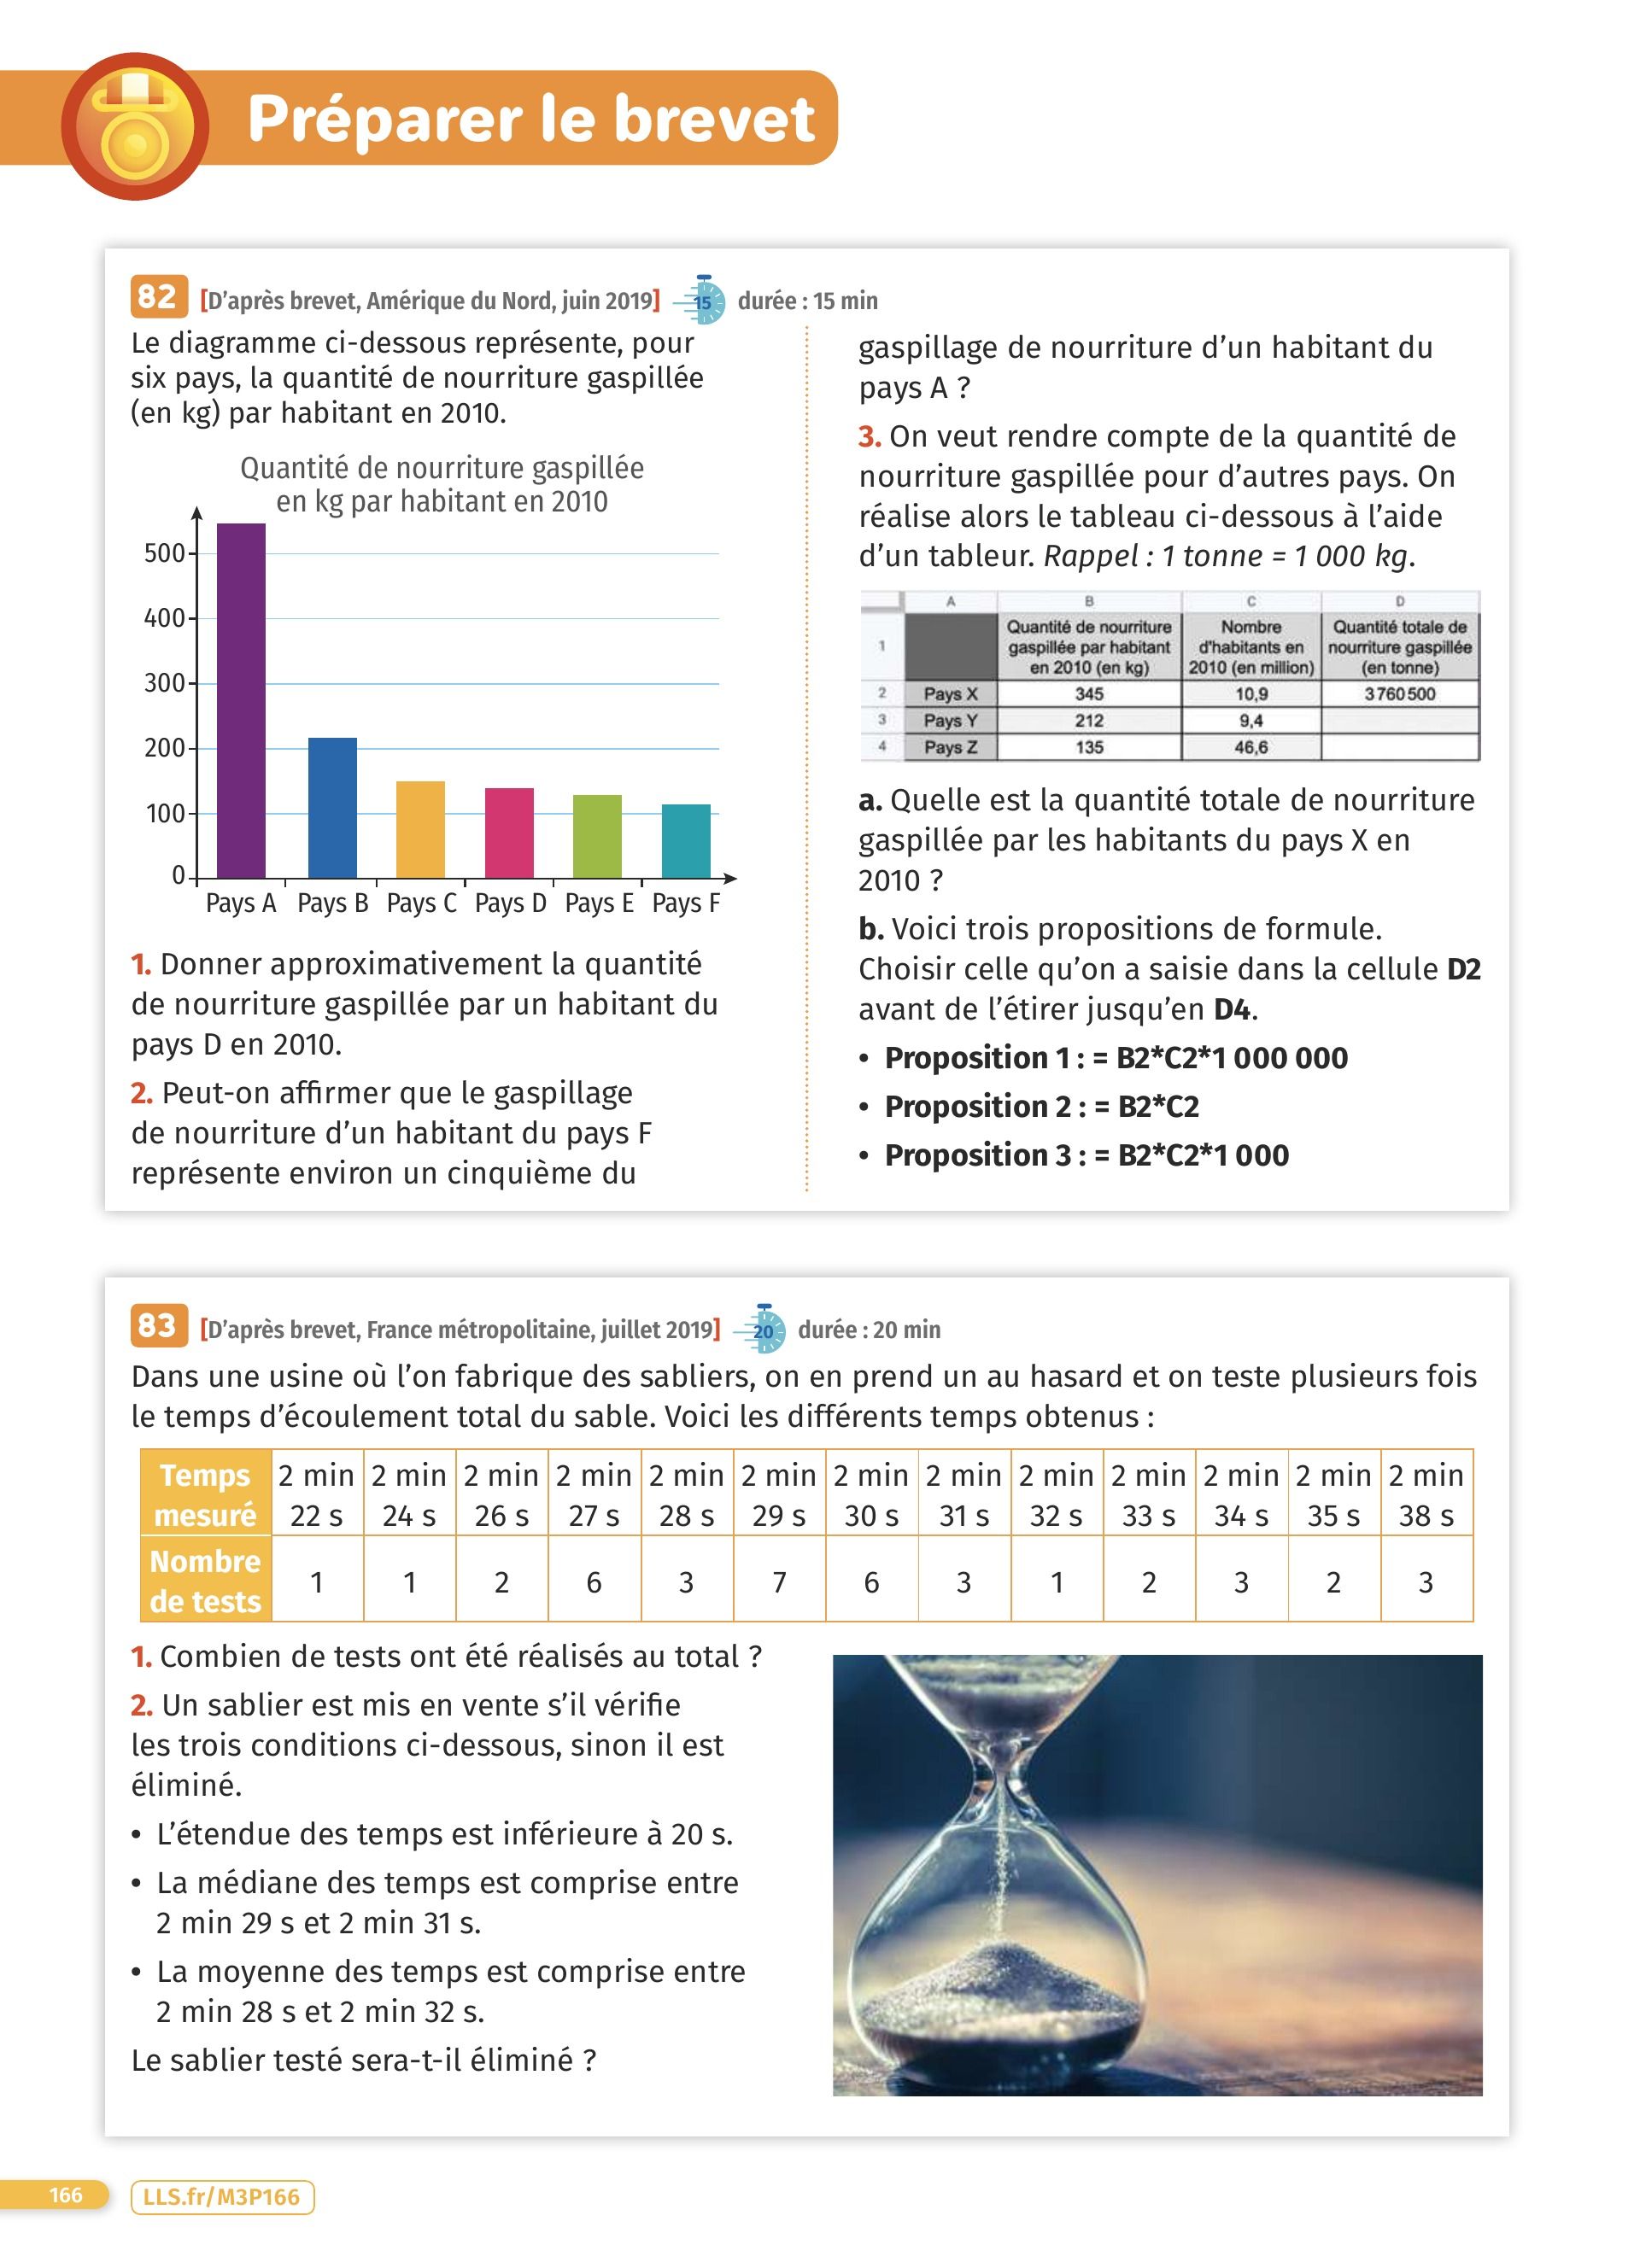 Préparer le brevet
82 [D’après brevet, Amérique du Nord, juin 2019] 15 durée : 15 min
Le diagramme ci-dessous représente, pour
six pays, la quantité de nourriture gaspillée
(en kg) par habitant en 2010.
Quantité de nourriture gaspillée
en kg par habitant en 2010
500
400
300
200
100
0
Pays A Pays B Pays C Pays D Pays E Pays F
1. Donner approximativement la quantité
de nourriture gaspillée par un habitant du
pays D en 2010.
2. Peut-on affirmer que le gaspillage
de nourriture d’un habitant du pays F
représente environ un cinquième du
gaspillage de nourriture d’un habitant du
pays A ?
3. On veut rendre compte de la quantité de
nourriture gaspillée pour d’autres pays. On
réalise alors le tableau ci-dessous à l’aide
d’un tableur. Rappel : 1 tonne = 1 000 kg.
A B C D
1 Quantité de nourriture gaspillée par habitant en 2010 (en kg) Nombre d'habitants en 2010 (en million) Quantité totale de nourriture gaspillée (en tonne)
2 Pays X 345 10,9 3 760 500
3 Pays Y 212 9,4
4 Pays Z 135 46,6
a. Quelle est la quantité totale de nourriture
gaspillée par les habitants du pays X en
2010 ?
b. Voici trois propositions de formule.
Choisir celle qu’on a saisie dans la cellule D2
avant de l’étirer jusqu’en D4.
• Proposition 1 : = B2*C2*1 000 000
• Proposition 2 : = B2*C2
• Proposition 3 : = B2*C2*1 000
83 [D’après brevet, France métropolitaine, juillet 2019] 20 durée : 20 min
Dans une usine où l’on fabrique des sabliers, on en prend un au hasard et on teste plusieurs fois
le temps d’écoulement total du sable. Voici les différents temps obtenus :
Temps mesuré 2 min 22 s 2 min 24 s 2 min 26 s 2 min 27 s 2 min 28 s 2 min 29 s 2 min 30 s 2 min 31 s 2 min 32 s 2 min 33 s 2 min 34 s 2 min 35 s 2 min 38 s
Nombre de tests 1 1 2 6 3 7 6 3 1 2 3 2 3
1. Combien de tests ont été réalisés au total ?
2. Un sablier est mis en vente s’il vérifie
les trois conditions ci-dessous, sinon il est
éliminé.
• L’étendue des temps est inférieure à 20 s.
• La médiane des temps est comprise entre
2 min 29 s et 2 min 31 s.
• La moyenne des temps est comprise entre
2 min 28 s et 2 min 32 s.
Le sablier testé sera-t-il éliminé ?
166
LLS.fr/M3P166